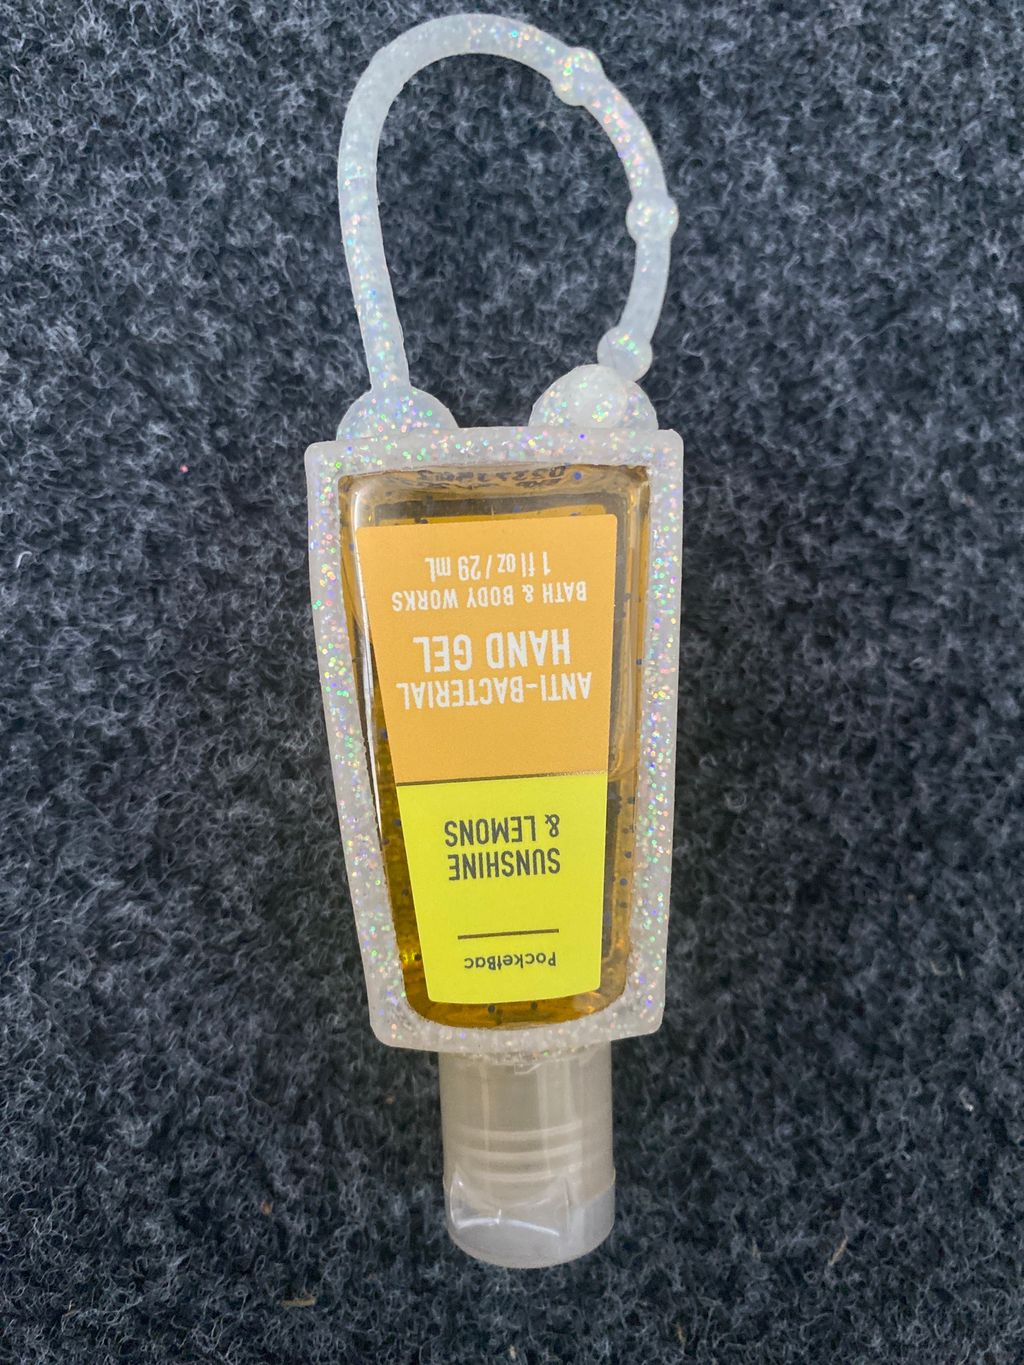 PocketBac
SUNSHINE
& LEMONS
ANTI-BACTERIAL
HAND GEL
BATH & BODY WORKS
1 fl oz / 29 mL